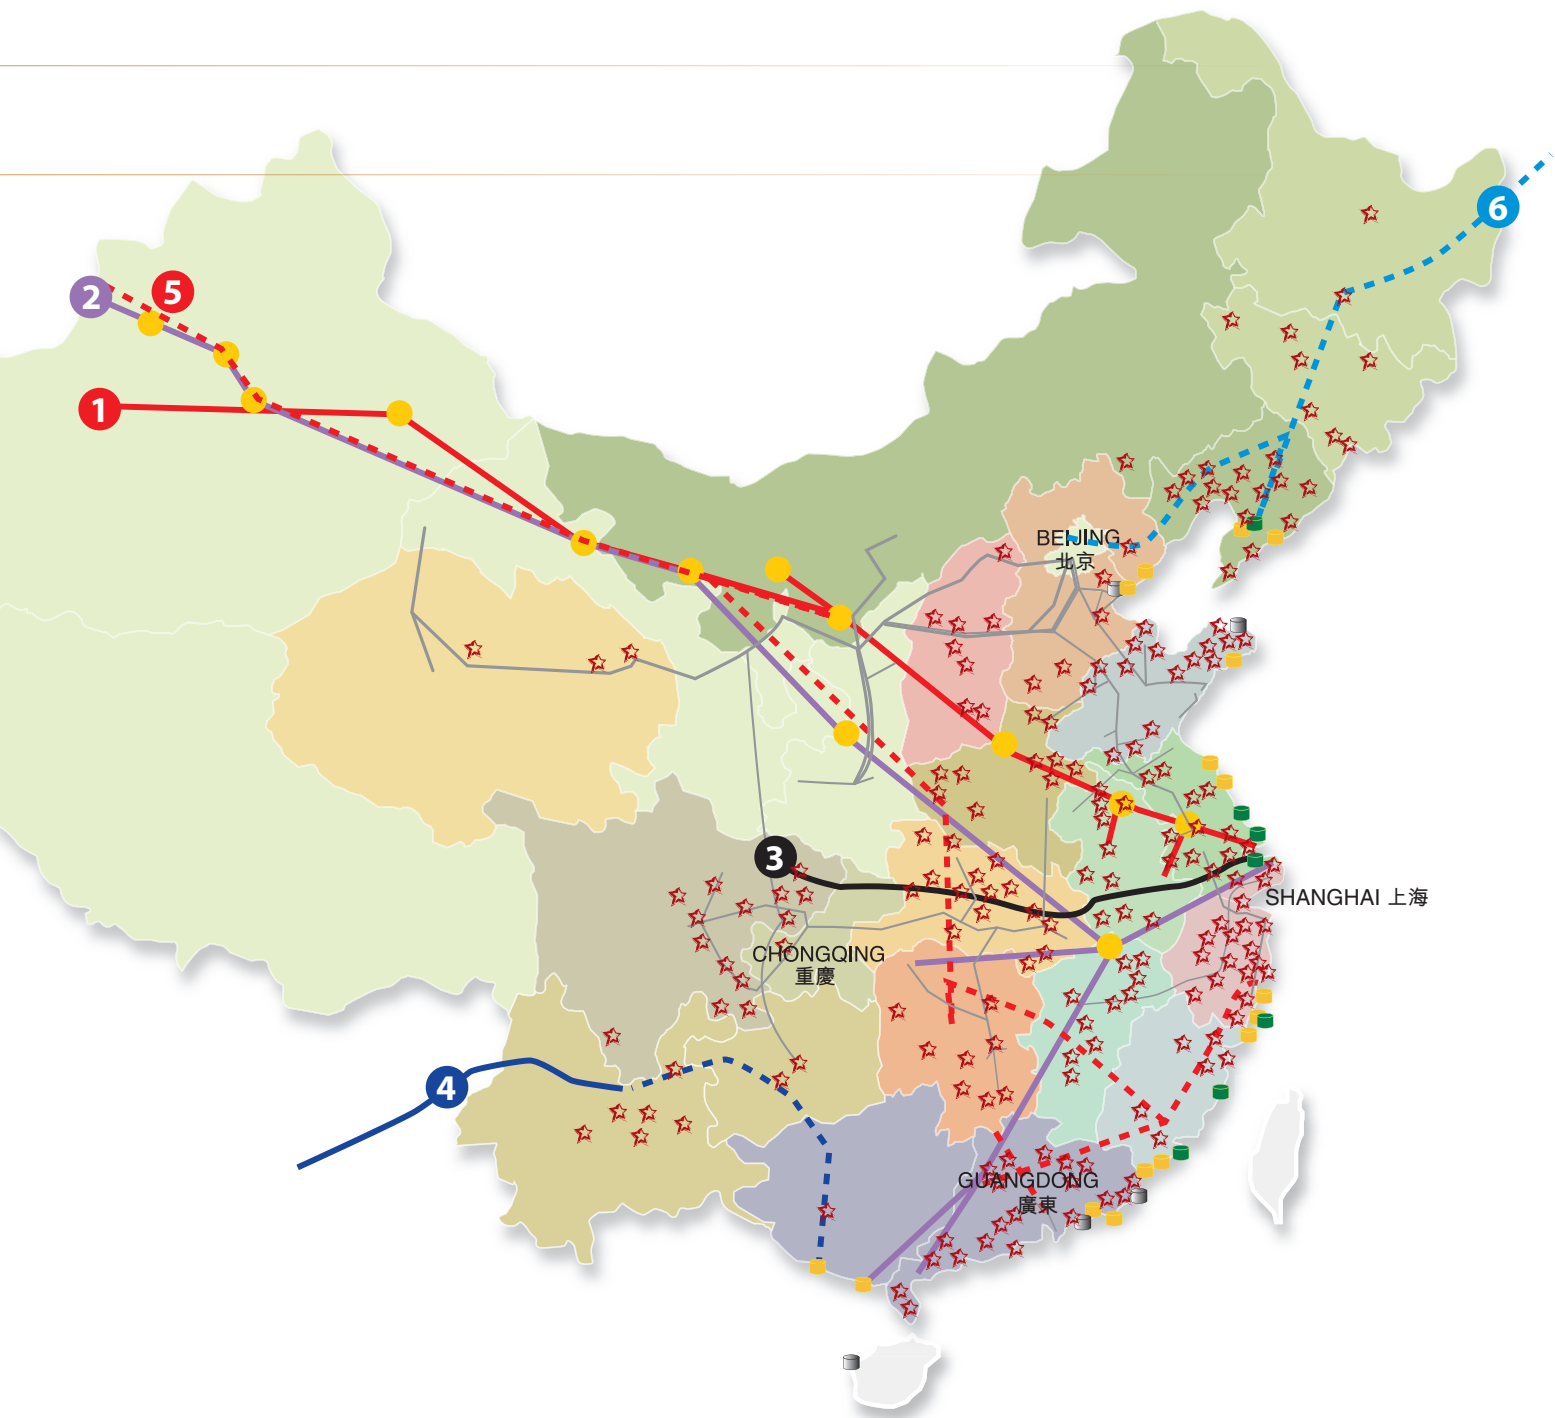 6
5
2
1
BEIJING
北京
3
SHANGHAI 上海
CHONGQING
重慶
4
GUANGDONG
廣東